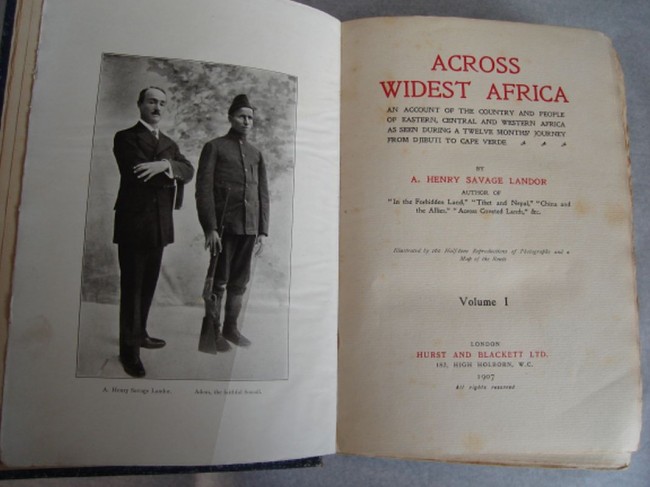 A. Henry Savage Landor.
Adem, the faithful Somali.
ACROSS
WIDEST AFRICA
AN ACCOUNT OF THE COUNTRY AND PEOPLE
OF EASTERN, CENTRAL AND WESTERN AFRICA
AS SEEN DURING A TWELVE MONTHS' JOURNEY
FROM DJIBUTI TO CAPE VERDE
BY
A. HENRY SAVAGE LANDOR
AUTHOR OF
"In the Forbidden Land," "Tibet and Nepal," "China and
the Allies," "Across Coveted Lands," &c.
Illustrated by Half-tone Reproductions of Photographs and a
Map of the Route
Volume I
LONDON
HURST AND BLACKETT LTD.
182, HIGH HOLBORN, W.C.
1907
All rights reserved